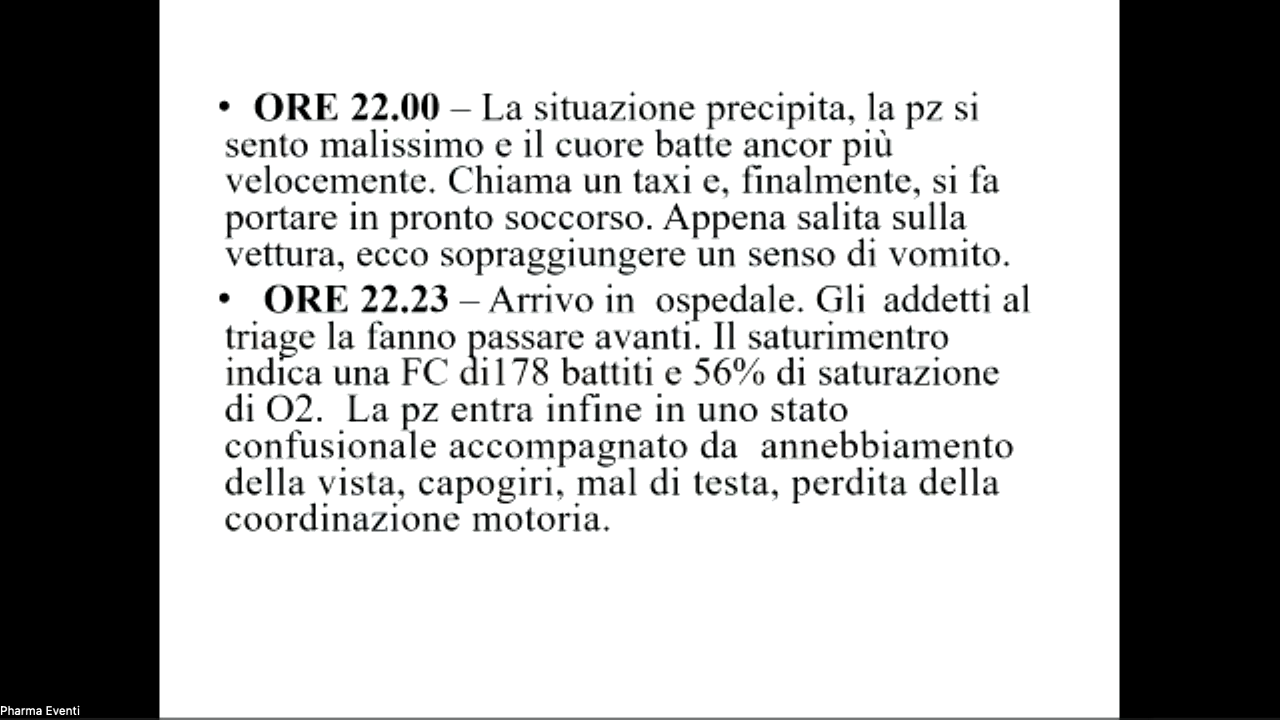 • ORE 22.00 – La situazione precipita, la pz si
sento malissimo e il cuore batte ancor più
velocemente. Chiama un taxi e, finalmente, si fa
portare in pronto soccorso. Appena salita sulla
vettura, ecco sopraggiungere un senso di vomito.
• ORE 22.23 – Arrivo in ospedale. Gli addetti al
triage la fanno passare avanti. Il saturimentro
indica una FC di178 battiti e 56% di saturazione
di O2. La pz entra infine in uno stato
confusionale accompagnato da annebbiamento
della vista, capogiri, mal di testa, perdita della
coordinazione motoria.
Pharma Eventi